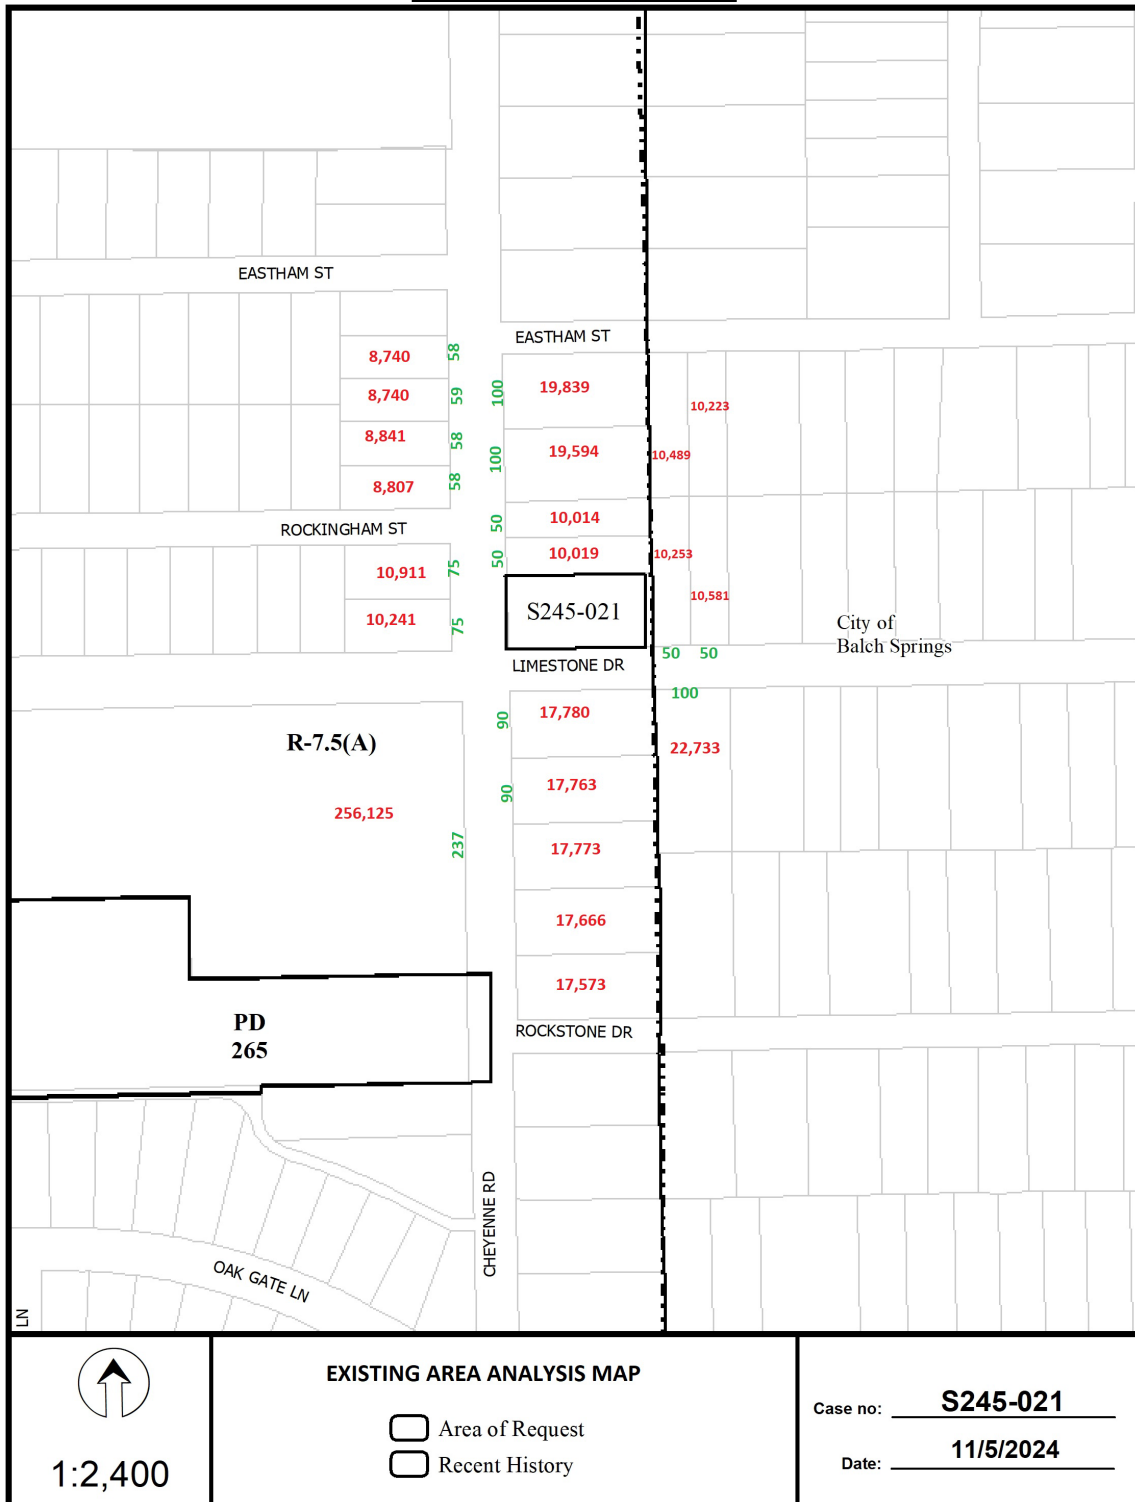 EASTHAM ST
EASTHAM ST
8,740
58
8,740
59
8,841
58
8,807
58
100
19,839
100
19,594
50
10,014
50
10,019
10,223
10,489
10,253
10,581
ROCKINGHAM ST
10,911
75
10,241
75
S245-021
City of
Balch Springs
50 50
LIMESTONE DR
100
90
17,780
22,733
R-7.5(A)
90
17,763
256,125
237
17,773
17,666
17,573
PD
265
ROCKSTONE DR
CHEYENNE RD
OAK GATE LN
LN
1:2,400
EXISTING AREA ANALYSIS MAP
Area of Request
Recent History
Case no: S245-021
Date: 11/5/2024